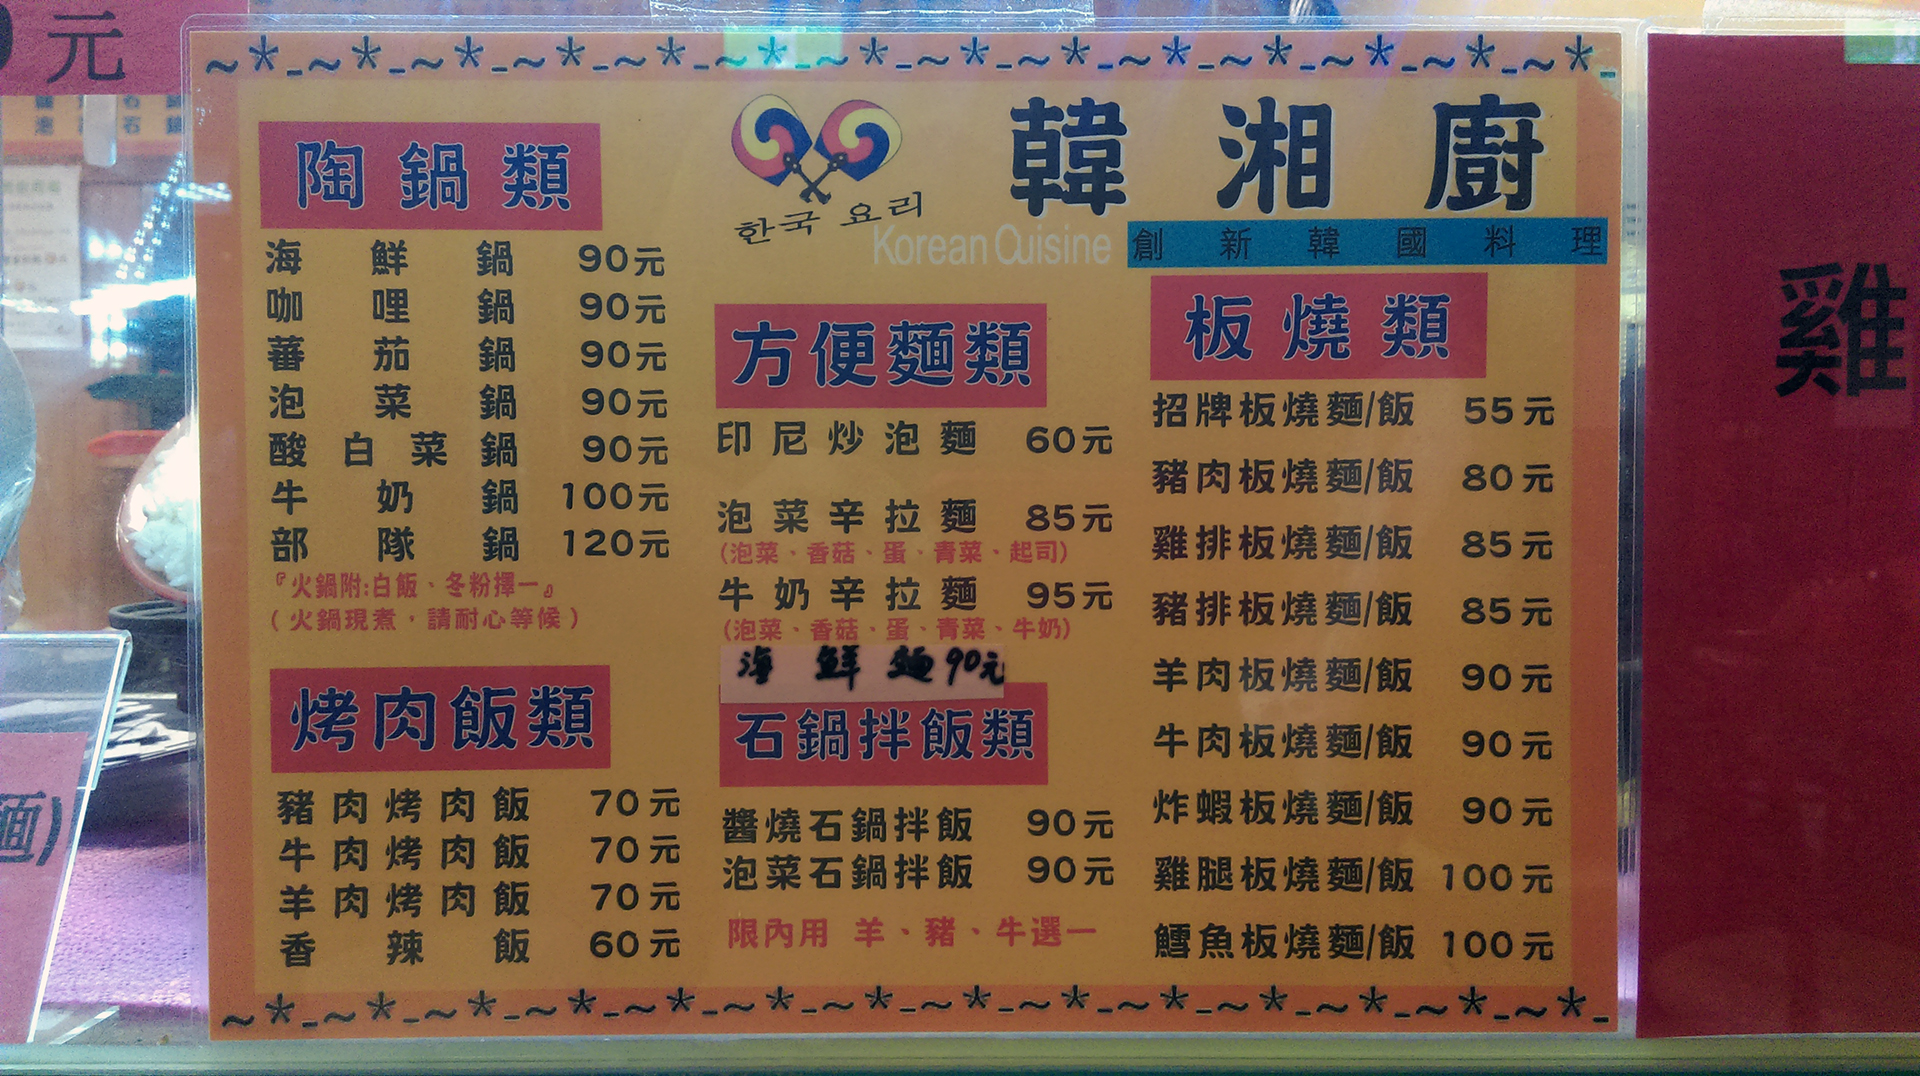 元
~*-~*-~*-~*-~*-~*-~*-~*-~*-~*-~*-~*-~*-~*-
陶鍋類
海鮮鍋 90元
咖哩鍋 90元
蕃茄鍋 90元
泡菜鍋 90元
酸白菜鍋 90元
牛奶鍋 100元
部隊鍋 120元
『火鍋附:白飯、冬粉擇一』
(火鍋現煮,請耐心等候)
烤肉飯類
豬肉烤肉飯 70元
牛肉烤肉飯 70元
羊肉烤肉飯 70元
香辣飯 60元
한국 요리
Korean Cuisine
韓湘廚
創新韓國料理
方便麵類
印尼炒泡麵 60元
泡菜辛拉麵 85元
(泡菜、香菇、蛋、青菜、起司)
牛奶辛拉麵 95元
(泡菜、香菇、蛋、青菜、牛奶)
海鮮麵90元
石鍋拌飯類
醬燒石鍋拌飯 90元
泡菜石鍋拌飯 90元
限內用 羊、豬、牛選一
板燒類
招牌板燒麵/飯 55元
豬肉板燒麵/飯 80元
雞排板燒麵/飯 85元
豬排板燒麵/飯 85元
羊肉板燒麵/飯 90元
牛肉板燒麵/飯 90元
炸蝦板燒麵/飯 90元
雞腿板燒麵/飯 100元
鱈魚板燒麵/飯 100元
~*-~*-~*-~*-~*-~*-~*-~*-~*-~*-~*-~*-~*-~*-
雞
麵)